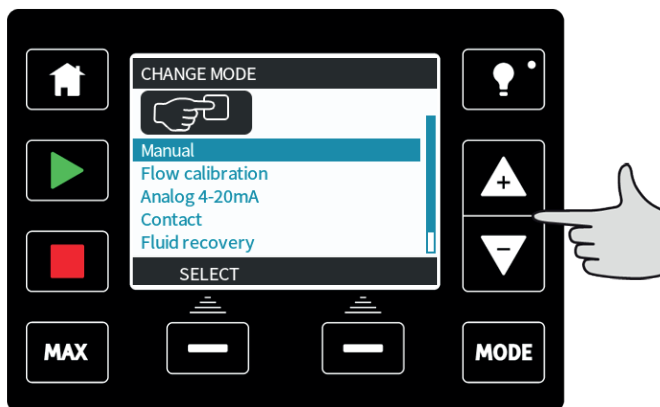 CHANGE MODE
Manual
Flow calibration
Analog 4-20mA
Contact
Fluid recovery
SELECT
+
−
MAX
MODE